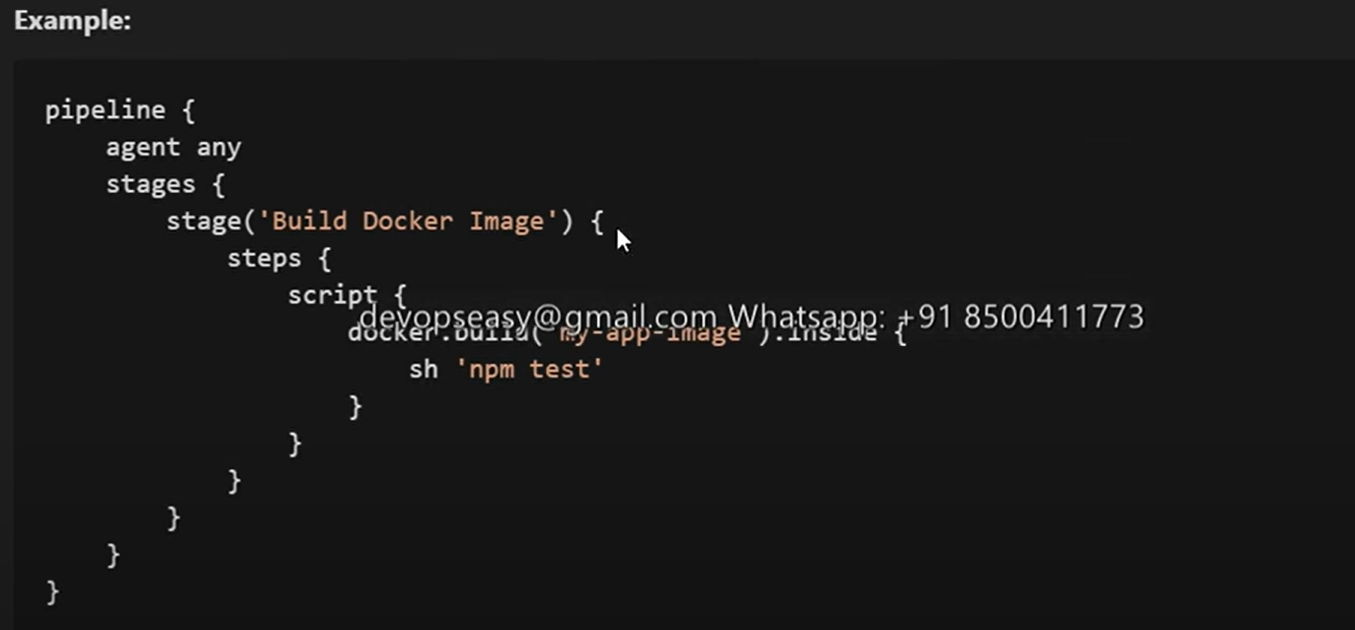 Example:
pipeline {
agent any
stages {
stage('Build Docker Image') {
steps {
script {
devopseasy@gmail.com Whatsapp: +91 8500411773
docker.build('my-app-image').inside {
sh 'npm test'
}
}
}
}
}
}